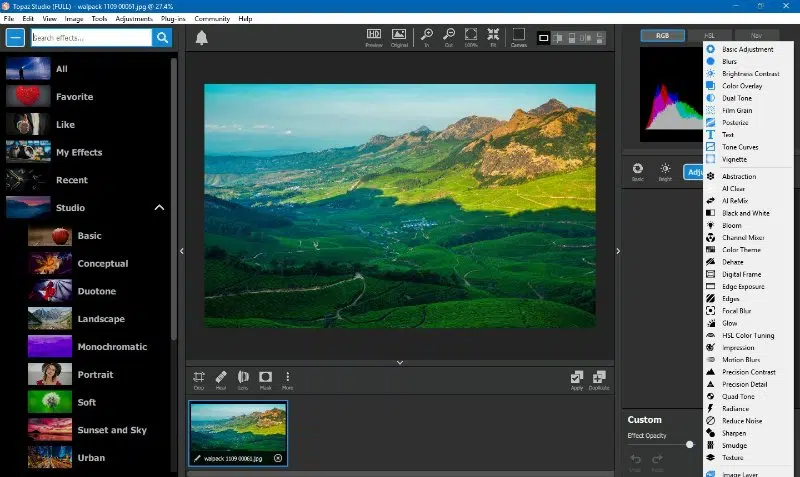 Topaz Studio (FULL) - walpack 1109 00061.jpg @ 27.4%
File Edit View Image Tools Adjustments Plug-ins Community Help
Search effects...
All
Favorite
Like
My Effects
Recent
Studio
Basic
Conceptual
Duotone
Landscape
Monochromatic
Portrait
Soft
Sunset and Sky
Urban
Preview Original In Out 100% Fit Canvas
Crop Heal Lens Mask More
Apply Duplicate
walpack 1109 00061.jpg
RGB HSL Nav
Basic Bright Adju
Custom
Effect Opacity
Undo Redo
Basic Adjustment
Blurs
Brightness Contrast
Color Overlay
Dual Tone
Film Grain
Posterize
Text
Tone Curves
Vignette
Abstraction
AI Clear
AI ReMix
Black and White
Bloom
Channel Mixer
Color Theme
Dehaze
Digital Frame
Edge Exposure
Edges
Focal Blur
Glow
HSL Color Tuning
Impression
Motion Blurs
Precision Contrast
Precision Detail
Quad Tone
Radiance
Reduce Noise
Sharpen
Smudge
Texture
Image Layer